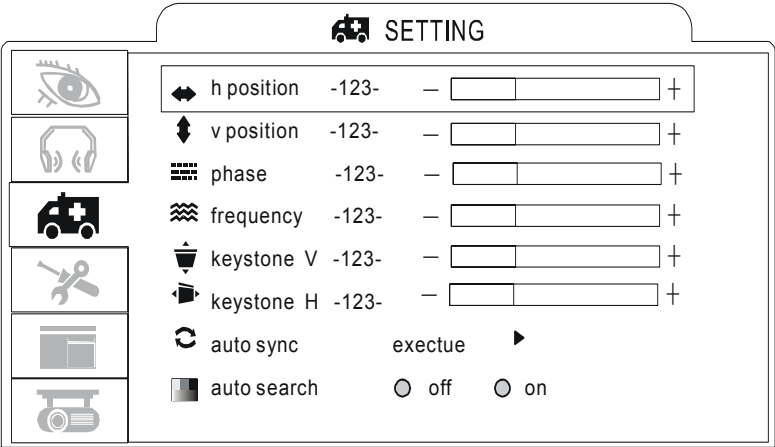 SETTING
h position -123- – +
v position -123- – +
phase -123- – +
frequency -123- – +
keystone V -123- – +
keystone H -123- – +
auto sync exectue
auto search off on